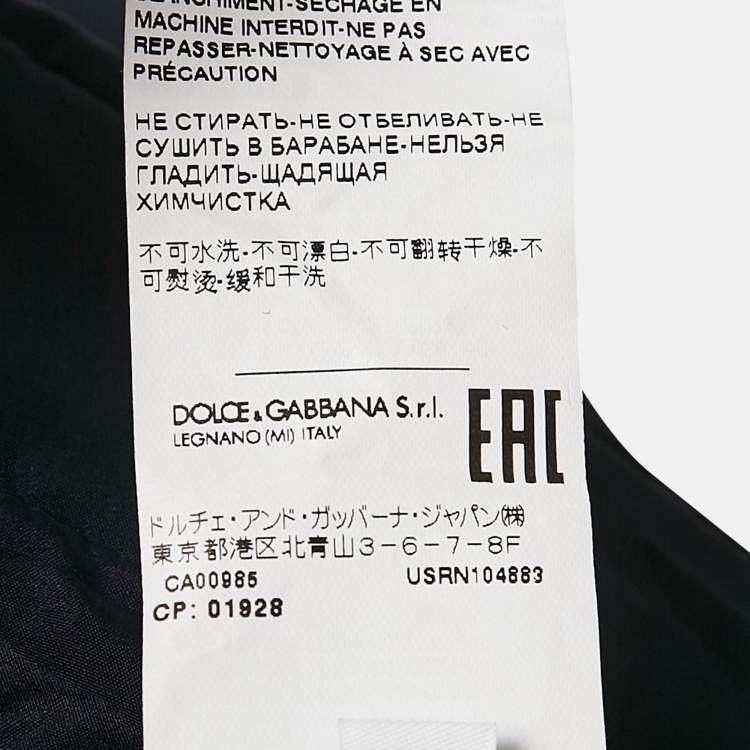 BLANCHIMENT-SÉCHAGE EN
MACHINE INTERDIT-NE PAS
REPASSER-NETTOYAGE À SEC AVEC
PRÉCAUTION
НЕ СТИРАТЬ-НЕ ОТБЕЛИВАТЬ-НЕ
СУШИТЬ В БАРАБАНЕ-НЕЛЬЗЯ
ГЛАДИТЬ-ЩАДЯЩАЯ
ХИМЧИСТКА
不可水洗-不可漂白-不可翻转干燥-不
可熨烫-缓和干洗
DOLCE & GABBANA S.r.l.
LEGNANO (MI) ITALY
EAC
ドルチェ・アンド・ガッバーナ・ジャパン㈱
東京都港区北青山3-6-7-8F
CA00985 USRN104883
CP: 01928